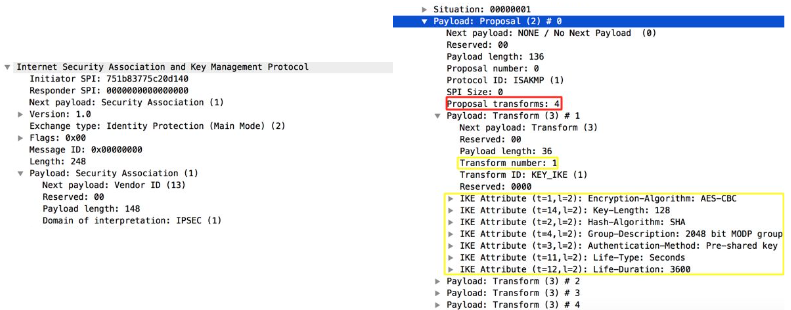 Internet Security Association and Key Management Protocol
Initiator SPI: 751b83775c20d140
Responder SPI: 0000000000000000
Next payload: Security Association (1)
Version: 1.0
Exchange type: Identity Protection (Main Mode) (2)
Flags: 0x00
Message ID: 0x00000000
Length: 248
Payload: Security Association (1)
Next payload: Vendor ID (13)
Reserved: 00
Payload length: 148
Domain of interpretation: IPSEC (1)
Situation: 00000001
Payload: Proposal (2) # 0
Next payload: NONE / No Next Payload (0)
Reserved: 00
Payload length: 136
Proposal number: 0
Protocol ID: ISAKMP (1)
SPI Size: 0
Proposal transforms: 4
Payload: Transform (3) # 1
Next payload: Transform (3)
Reserved: 00
Payload length: 36
Transform number: 1
Transform ID: KEY_IKE (1)
Reserved: 0000
IKE Attribute (t=1,l=2): Encryption-Algorithm: AES-CBC
IKE Attribute (t=14,l=2): Key-Length: 128
IKE Attribute (t=2,l=2): Hash-Algorithm: SHA
IKE Attribute (t=4,l=2): Group-Description: 2048 bit MODP group
IKE Attribute (t=3,l=2): Authentication-Method: Pre-shared key
IKE Attribute (t=11,l=2): Life-Type: Seconds
IKE Attribute (t=12,l=2): Life-Duration: 3600
Payload: Transform (3) # 2
Payload: Transform (3) # 3
Payload: Transform (3) # 4